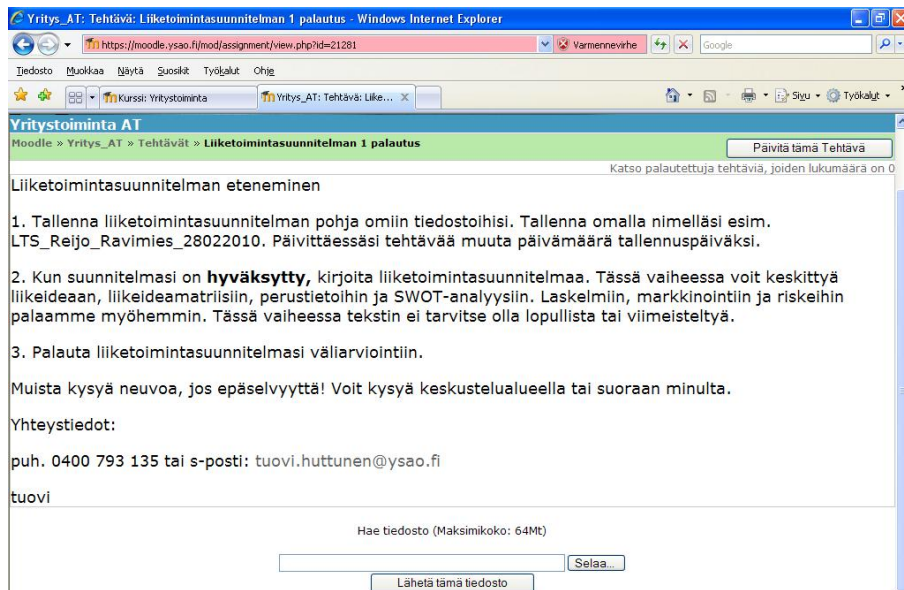 Yritys_AT: Tehtävä: Liiketoimintasuunnitelman 1 palautus - Windows Internet Explorer
https://moodle.ysao.fi/mod/assignment/view.php?id=21281
Varmennevirhe
Google
Tiedosto Muokkaa Näytä Suosikit Työkalut Ohje
Kurssi: Yritystoiminta
Yritys_AT: Tehtävä: Liike...
Sivu
Työkalut
Yritystoiminta AT
Moodle » Yritys_AT » Tehtävät » Liiketoimintasuunnitelman 1 palautus
Päivitä tämä Tehtävä
Katso palautettuja tehtäviä, joiden lukumäärä on 0
Liiketoimintasuunnitelman eteneminen
1. Tallenna liiketoimintasuunnitelman pohja omiin tiedostoihisi. Tallenna omalla nimelläsi esim.
LTS_Reijo_Ravimies_28022010. Päivittäessäsi tehtävää muuta päivämäärä tallennuspäiväksi.
2. Kun suunnitelmasi on hyväksytty, kirjoita liiketoimintasuunnitelmaa. Tässä vaiheessa voit keskittyä
liikeideaan, liikeideamatriisiin, perustietoihin ja SWOT-analyysiin. Laskelmiin, markkinointiin ja riskeihin
palaamme myöhemmin. Tässä vaiheessa tekstin ei tarvitse olla lopullista tai viimeisteltyä.
3. Palauta liiketoimintasuunnitelmasi väliarviointiin.
Muista kysyä neuvoa, jos epäselvyyttä! Voit kysyä keskustelualueella tai suoraan minulta.
Yhteystiedot:
puh. 0400 793 135 tai s-posti: tuovi.huttunen@ysao.fi
tuovi
Hae tiedosto (Maksimikoko: 64Mt)
Selaa...
Lähetä tämä tiedosto